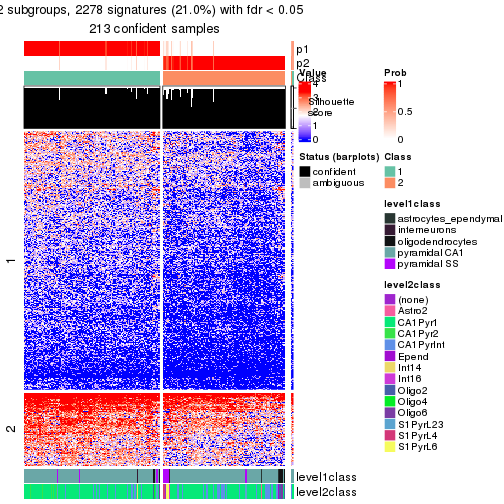 2 subgroups, 2278 signatures (21.0%) with fdr < 0.05
213 confident samples
p1
p2
Class
Silhouette
score
1
2
level1class
level2class
Value
4
3
2
1
0
Prob
1
0.5
0
Status (barplots)
confident
ambiguous
Class
1
2
level1class
astrocytes_ependymal
interneurons
oligodendrocytes
pyramidal CA1
pyramidal SS
level2class
(none)
Astro2
CA1Pyr1
CA1Pyr2
CA1PyrInt
Epend
Int14
Int16
Oligo2
Oligo4
Oligo6
S1PyrL23
S1PyrL4
S1PyrL6